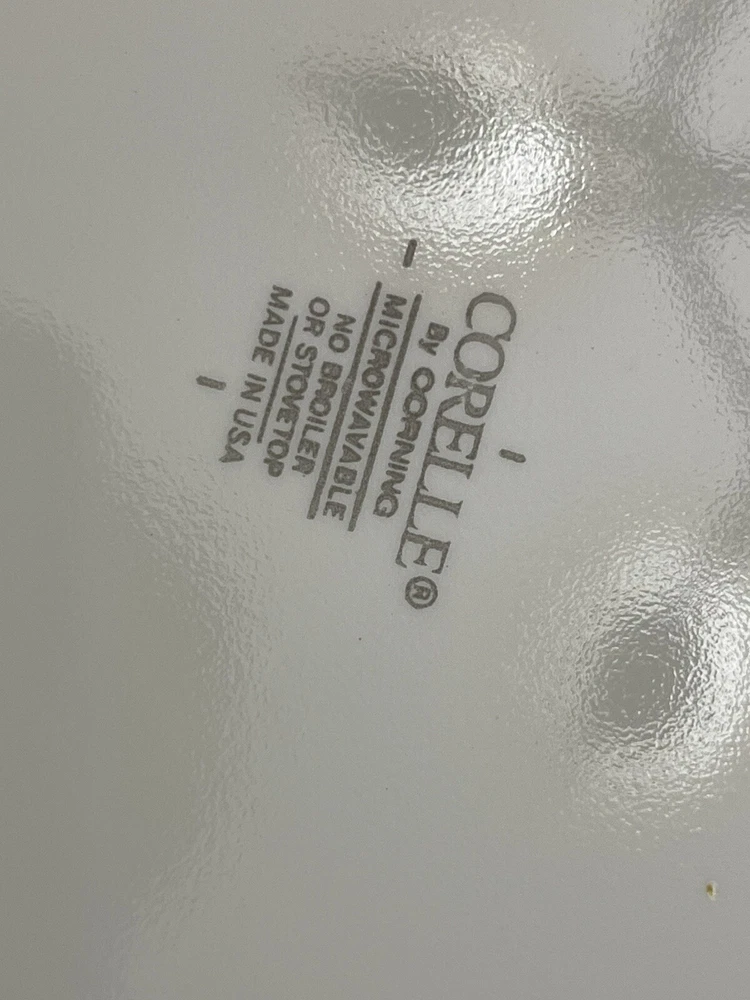 CORELLE®
By CORNING
MICROWAVABLE
NO BROILER
OR STOVETOP
MADE IN USA